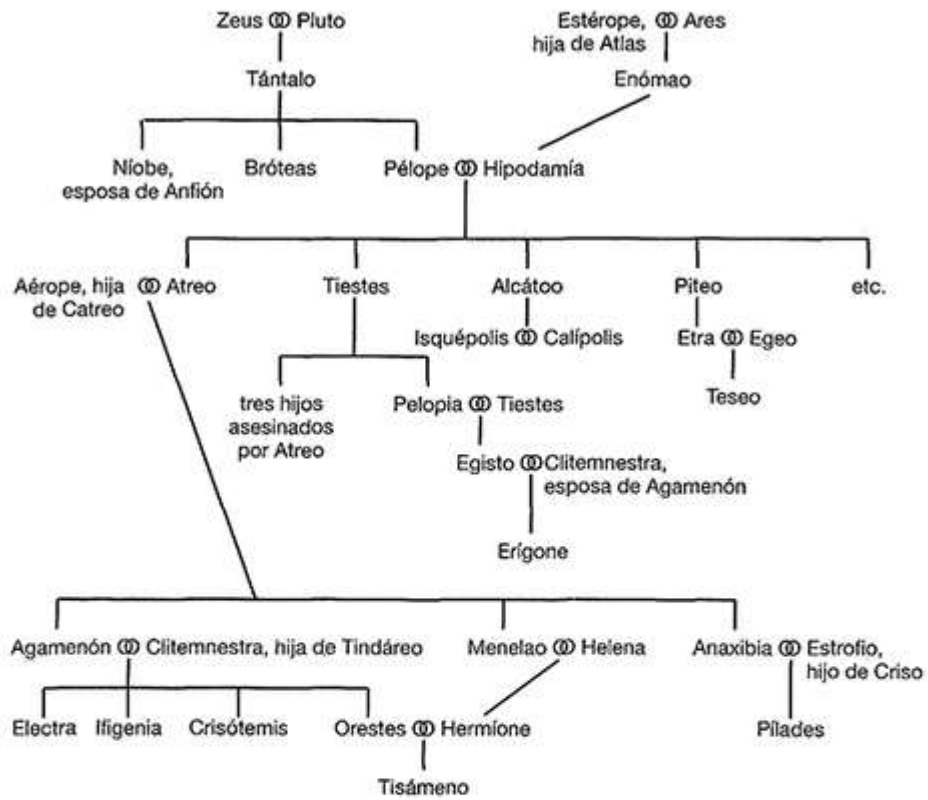 Zeus ⚭ Pluto
Estérope, ⚭ Ares
hija de Atlas
Tántalo
Enómao
Níobe,
esposa de Anfión
Bróteas
Pélope ⚭ Hipodamía
Aérope, hija ⚭ Atreo
de Catreo
Tiestes
Alcátoo
Piteo
etc.
Isquépolis ⚭ Calípolis
Etra ⚭ Egeo
Teseo
tres hijos
asesinados
por Atreo
Pelopia ⚭ Tiestes
Egisto ⚭ Clitemnestra,
esposa de Agamenón
Erígone
Agamenón ⚭ Clitemnestra, hija de Tindáreo
Menelao ⚭ Helena
Anaxibia ⚭ Estrofio,
hijo de Criso
Electra
Ifigenia
Crisótemis
Orestes ⚭ Hermíone
Pílades
Tisámeno